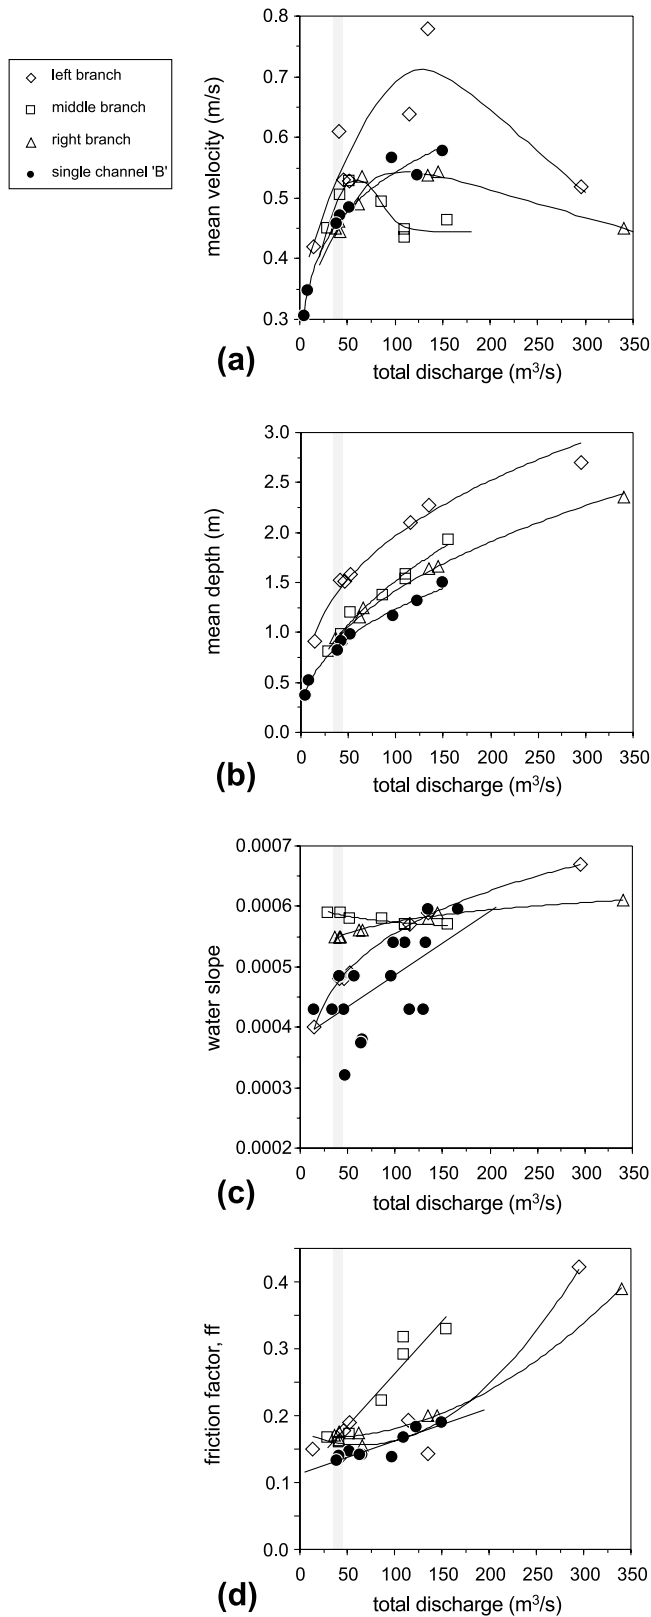 left branch
middle branch
right branch
single channel 'B'
0.8
0.7
0.6
0.5
0.4
0.3
mean velocity (m/s)
0 50 100 150 200 250 300 350
total discharge (m³/s)
(a)
3.0
2.5
2.0
1.5
1.0
0.5
0.0
mean depth (m)
0 50 100 150 200 250 300 350
total discharge (m³/s)
(b)
0.0007
0.0006
0.0005
0.0004
0.0003
0.0002
water slope
0 50 100 150 200 250 300 350
total discharge (m³/s)
(c)
0.4
0.3
0.2
0.1
0.0
friction factor, ff
0 50 100 150 200 250 300 350
total discharge (m³/s)
(d)